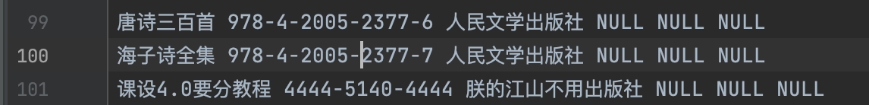 99 唐诗三百首 978-4-2005-2377-6 人民文学出版社 NULL NULL NULL
100 海子诗全集 978-4-2005-2377-7 人民文学出版社 NULL NULL NULL
101 课设4.0要分教程 4444-5140-4444 朕的江山不用出版社 NULL NULL NULL